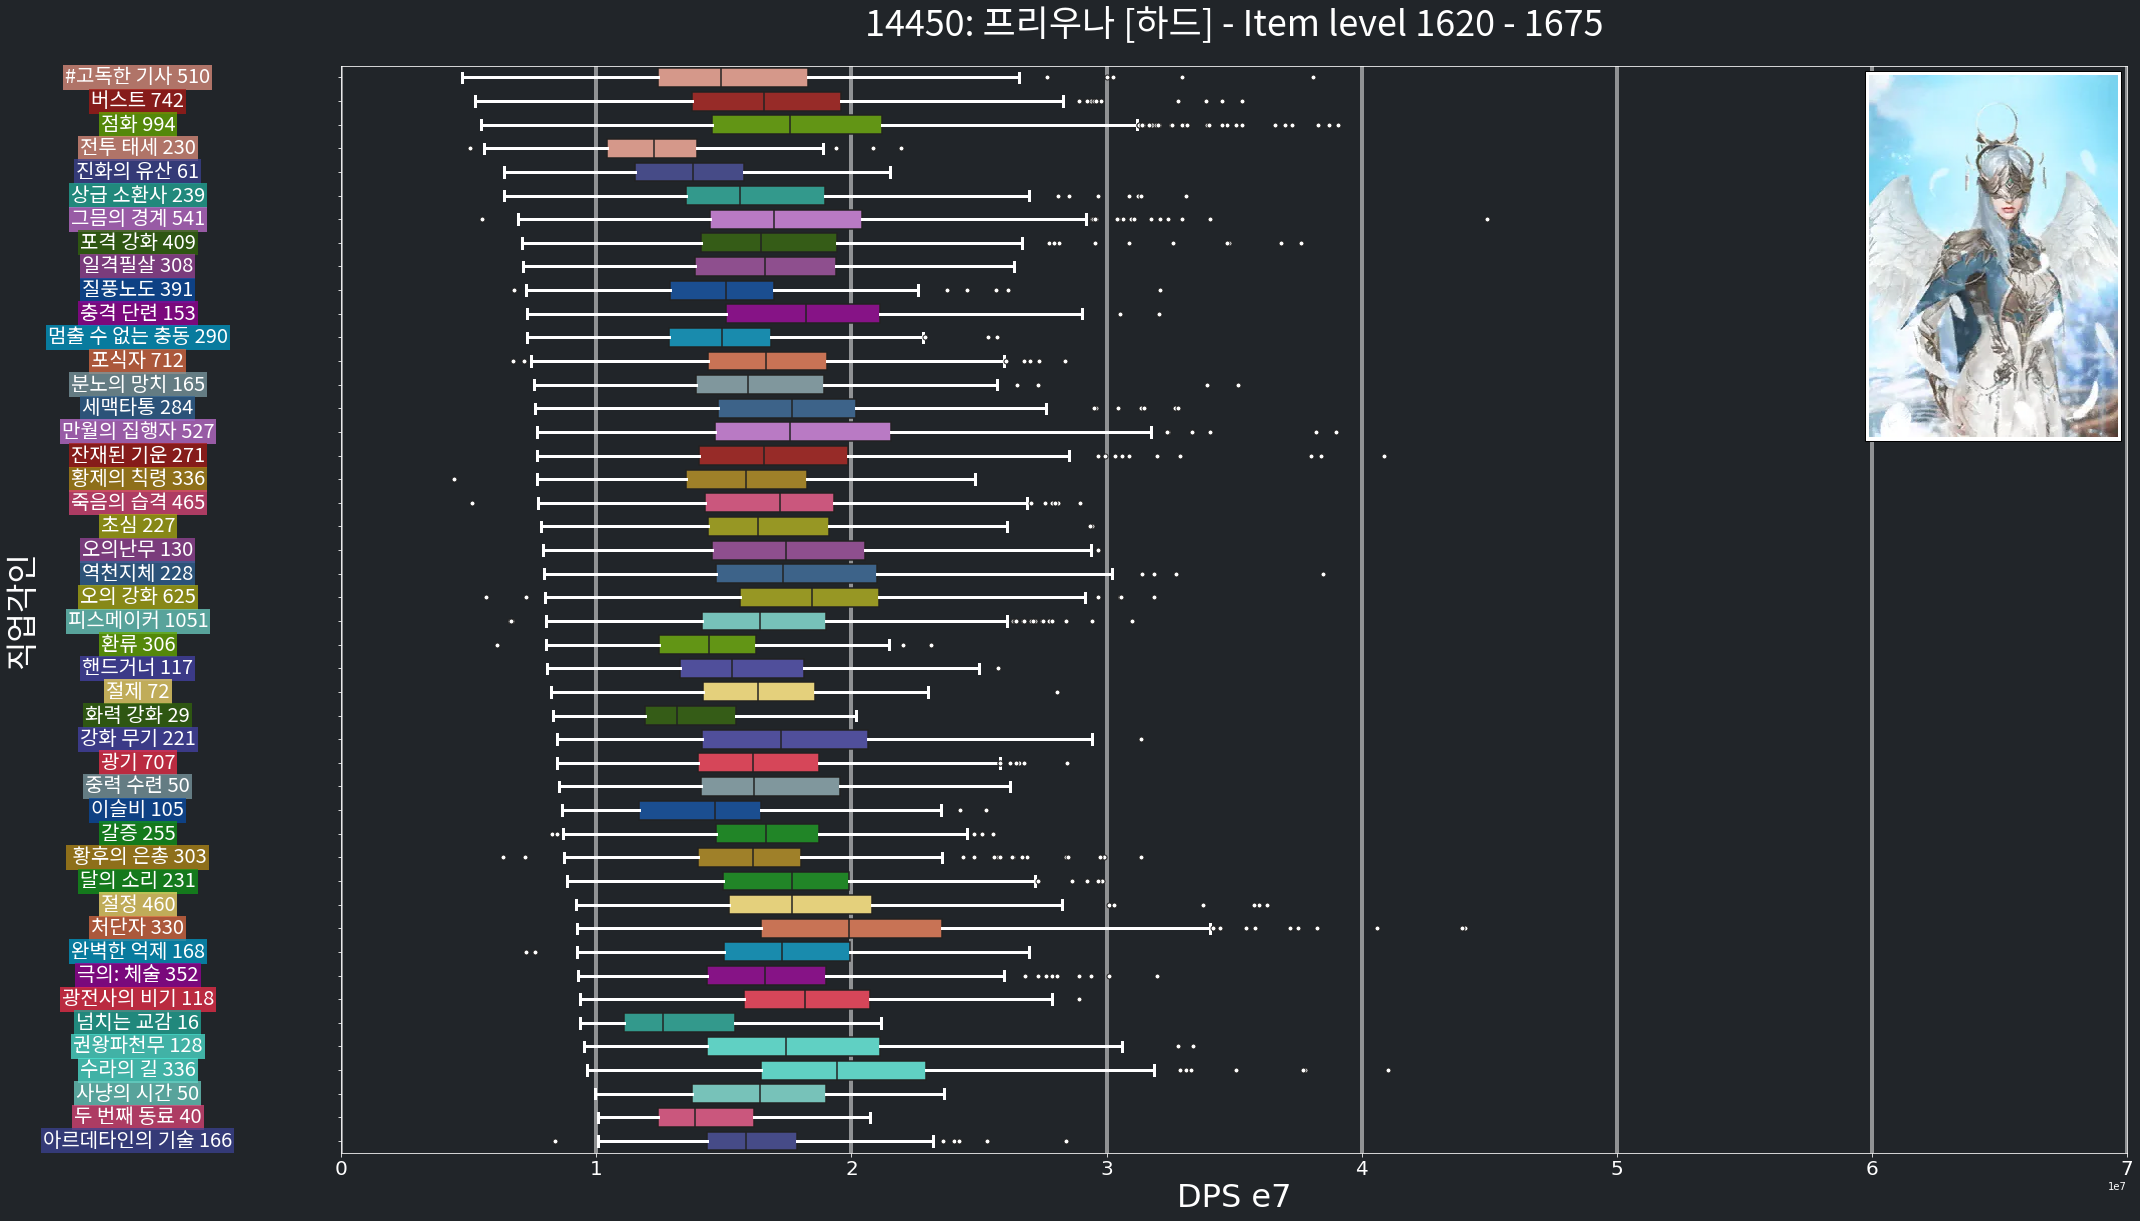 14450: 프리우나 [하드] - Item level 1620 - 1675
직업각인
#고독한 기사 510
버스트 742
점화 994
전투 태세 230
진화의 유산 61
상급 소환사 239
그믐의 경계 541
포격 강화 409
일격필살 308
질풍노도 391
충격 단련 153
멈출 수 없는 충동 290
포식자 712
분노의 망치 165
세맥타통 284
만월의 집행자 527
잔재된 기운 271
황제의 칙령 336
죽음의 습격 465
초심 227
오의난무 130
역천지체 228
오의 강화 625
피스메이커 1051
환류 306
핸드거너 117
절제 72
화력 강화 29
강화 무기 221
광기 707
중력 수련 50
이슬비 105
갈증 255
황후의 은총 303
달의 소리 231
절정 460
처단자 330
완벽한 억제 168
극의: 체술 352
광전사의 비기 118
넘치는 교감 16
권왕파천무 128
수라의 길 336
사냥의 시간 50
두 번째 동료 40
아르데타인의 기술 166
0 1 2 3 4 5 6 7
1e7
DPS e7